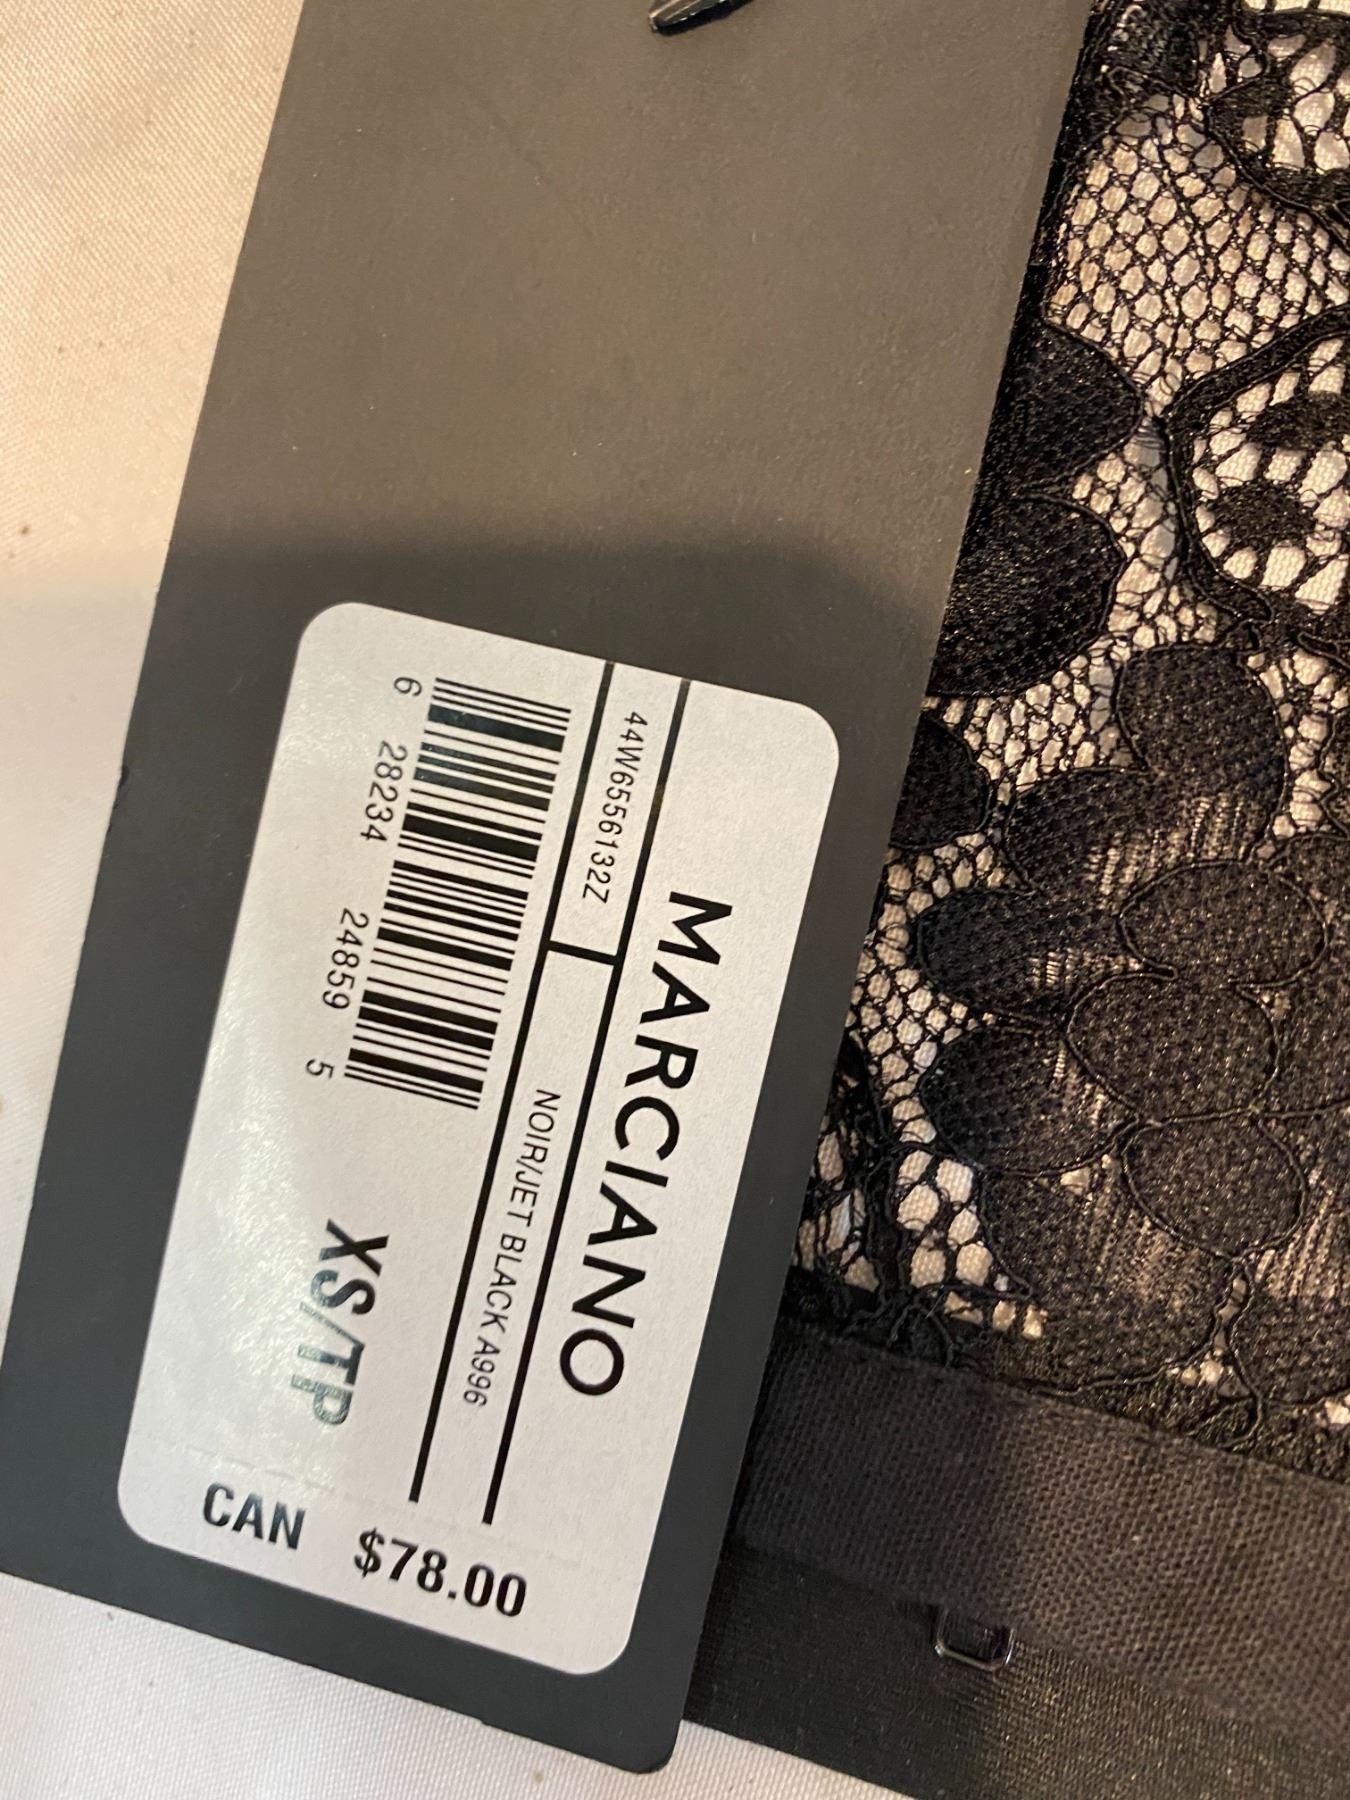 MARCIANO
44W6556132Z NOIR/JET BLACK A996
6 28234 24859 5
XS/TP
CAN $78.00